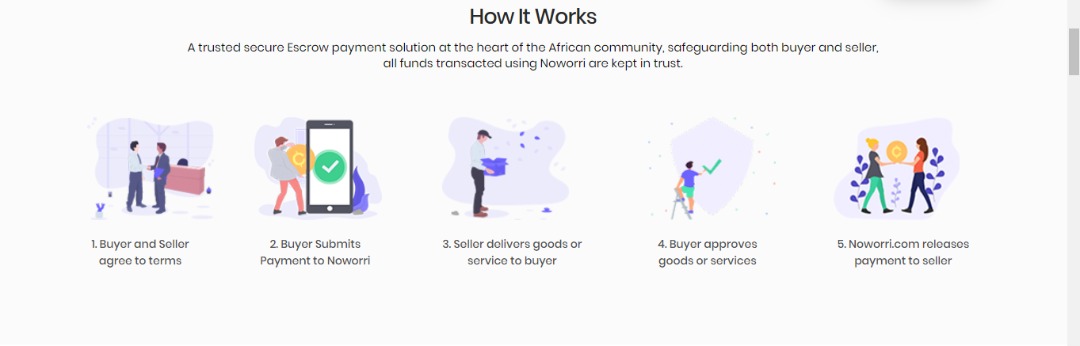 How It Works
A trusted secure Escrow payment solution at the heart of the African community, safeguarding both buyer and seller,
all funds transacted using Noworri are kept in trust.
1. Buyer and Seller
agree to terms
2. Buyer Submits
Payment to Noworri
3. Seller delivers goods or
service to buyer
4. Buyer approves
goods or services
5. Noworri.com releases
payment to seller